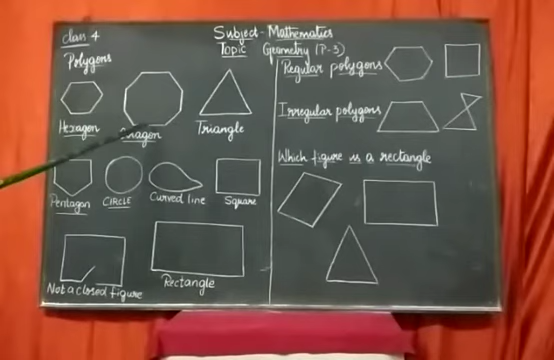 class 4
Subject- Mathematics
Topic Geometry (P-3)
Polygons
Hexagon
Triangle
Pentagon
CIRCLE
Curved line
Square
Not a closed figure
Rectangle
Regular polygons
Irregular polygons
Which figure is a rectangle